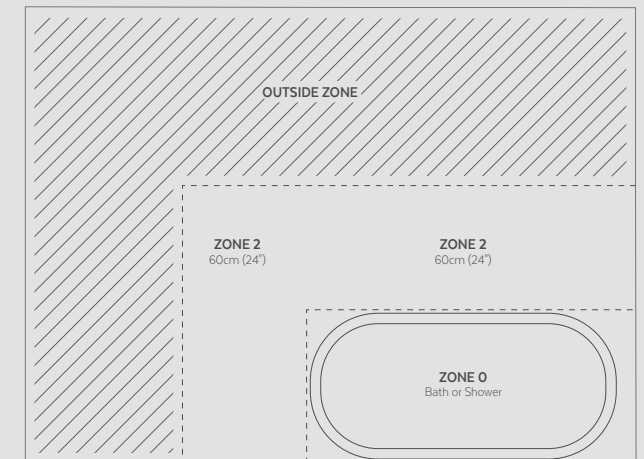 OUTSIDE ZONE
ZONE 2
60cm (24")
ZONE 2
60cm (24")
ZONE 0
Bath or Shower